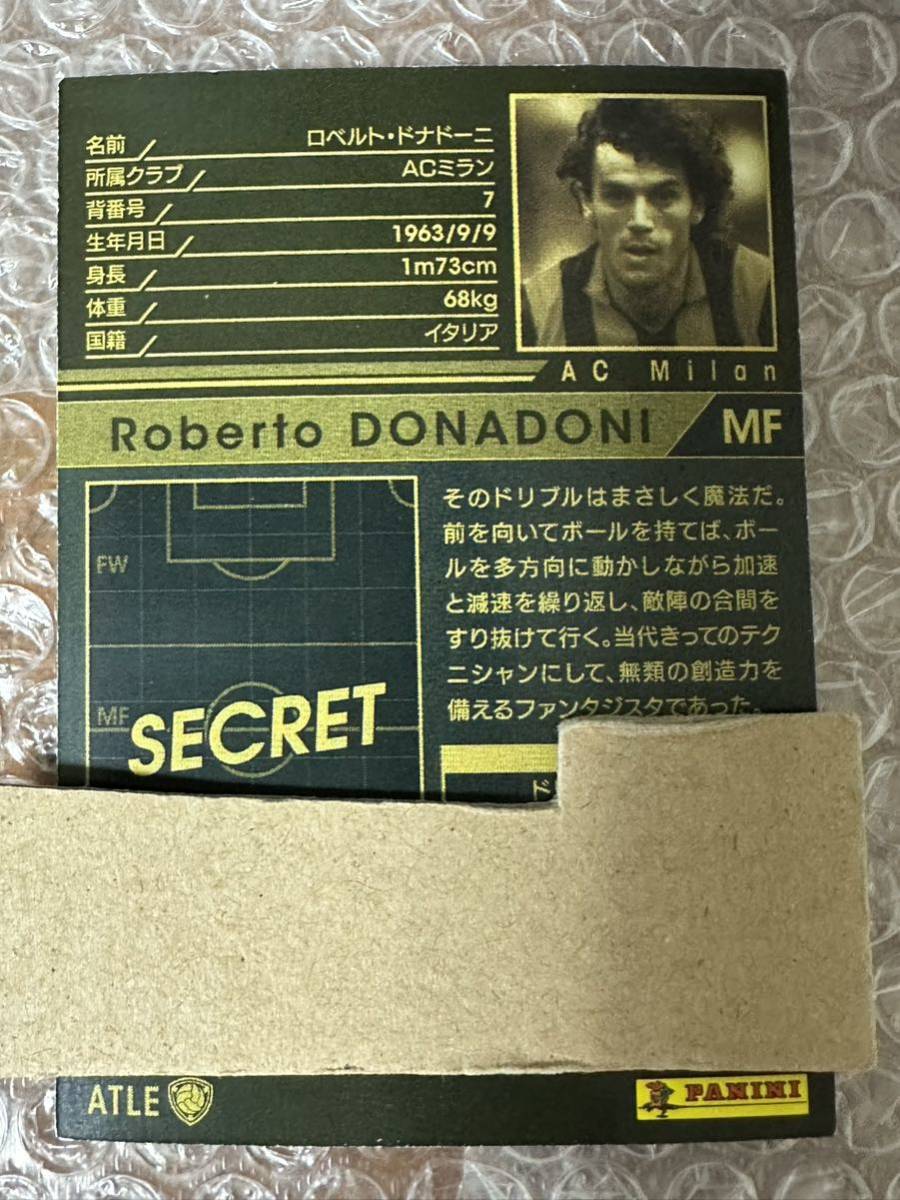 名前 ロベルト・ドナドーニ
所属クラブ ACミラン
背番号 7
生年月日 1963/9/9
身長 1m73cm
体重 68kg
国籍 イタリア
AC Milan
Roberto DONADONI MF
FW
MF
SECRET
そのドリブルはまさしく魔法だ。
前を向いてボールを持てば、ボー
ルを多方向に動かしながら加速
と減速を繰り返し、敵陣の合間を
すり抜けて行く。当代きってのテク
ニシャンにして、無類の創造力を
備えるファンタジスタであった。
ATLE
PANINI